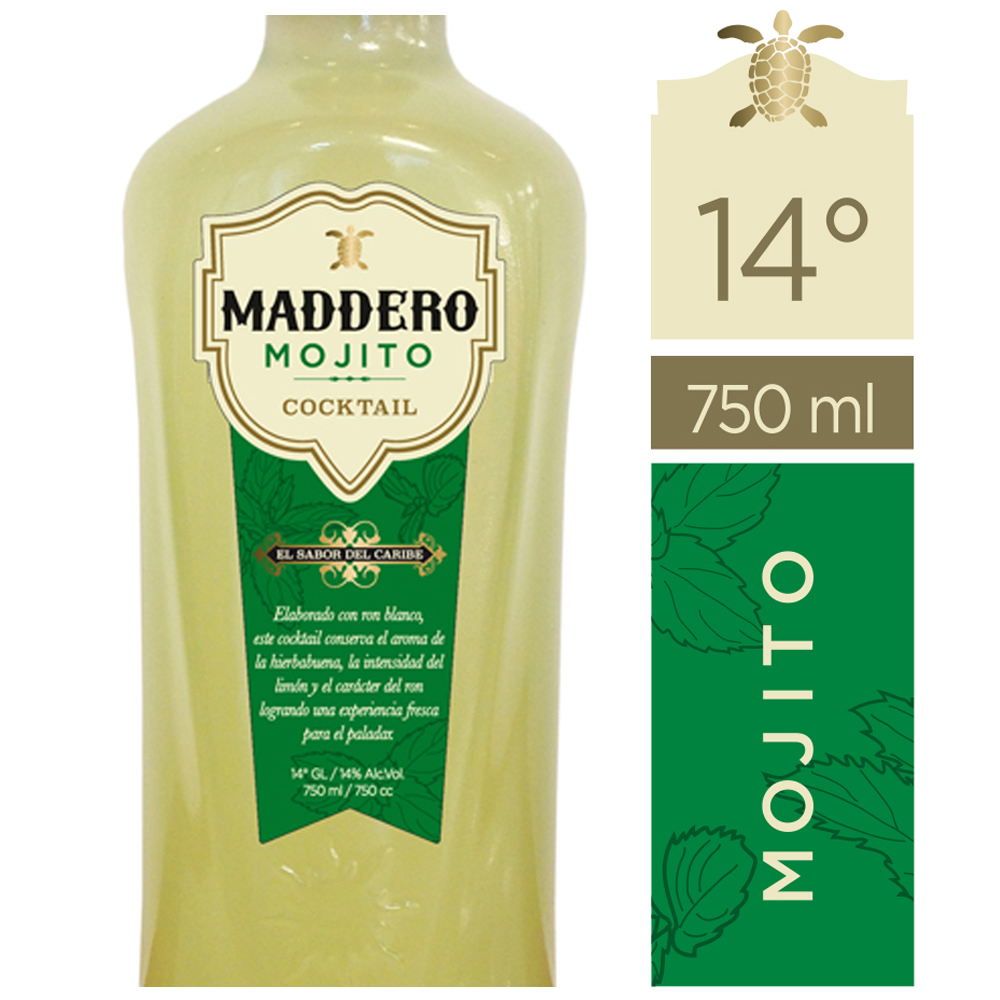 MADDERO
MOJITO
COCKTAIL
EL SABOR DEL CARIBE
Elaborado con ron blanco,
este cocktail conserva el aroma de
la hierbabuena, la intensidad del
limón y el carácter del ron
logrando una experiencia fresca
para el paladar
14° GL / 14% Alc.Vol.
750 ml / 750 cc
14°
750 ml
MOJITO